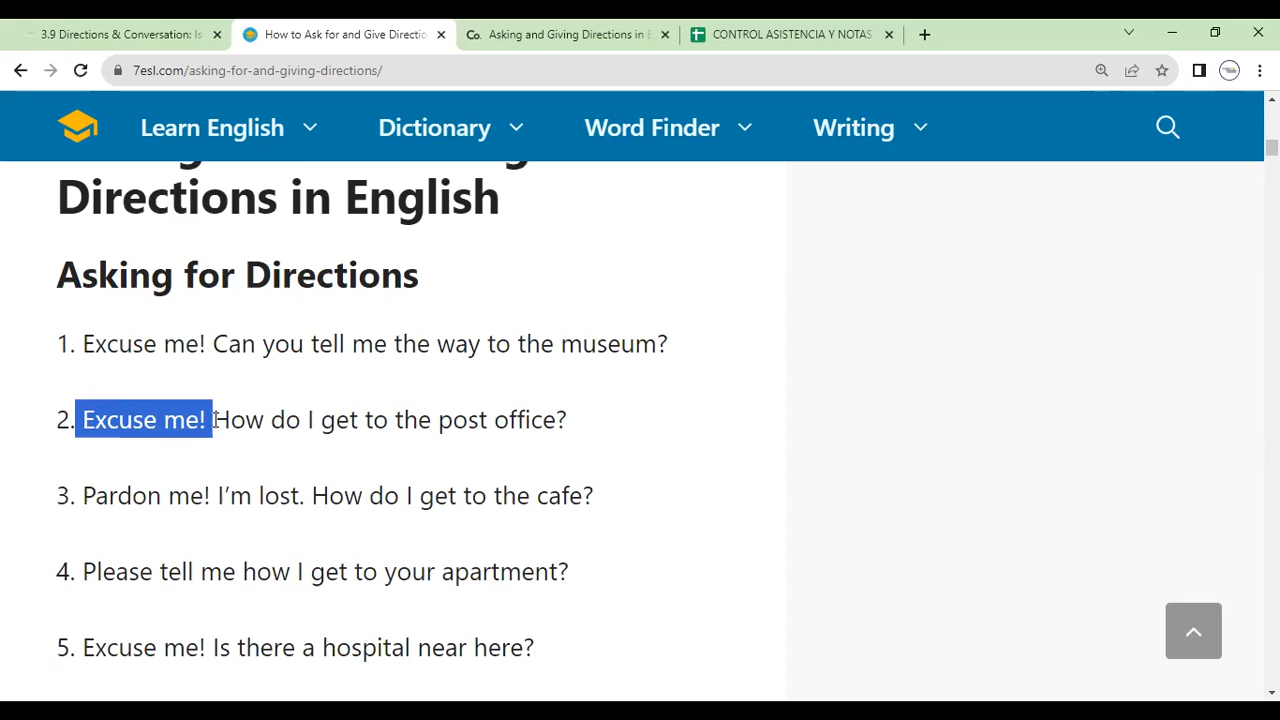 3.9 Directions & Conversation: Is
How to Ask for and Give Directio
Co. Asking and Giving Directions in E
CONTROL ASISTENCIA Y NOTAS
7esl.com/asking-for-and-giving-directions/
Learn English
Dictionary
Word Finder
Writing
Directions in English
Asking for Directions
1. Excuse me! Can you tell me the way to the museum?
2. Excuse me! How do I get to the post office?
3. Pardon me! I’m lost. How do I get to the cafe?
4. Please tell me how I get to your apartment?
5. Excuse me! Is there a hospital near here?